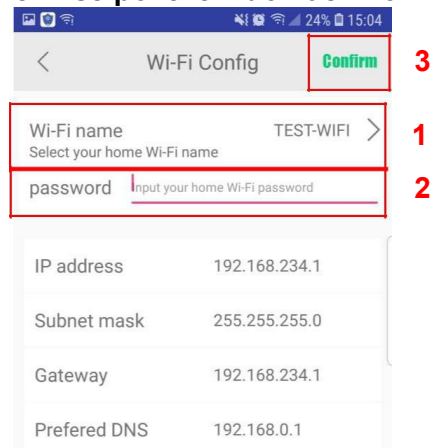 24% 15:04
Wi-Fi Config Confirm 3
Wi-Fi name TEST-WIFI 1
Select your home Wi-Fi name
password Input your home Wi-Fi password 2
IP address 192.168.234.1
Subnet mask 255.255.255.0
Gateway 192.168.234.1
Prefered DNS 192.168.0.1